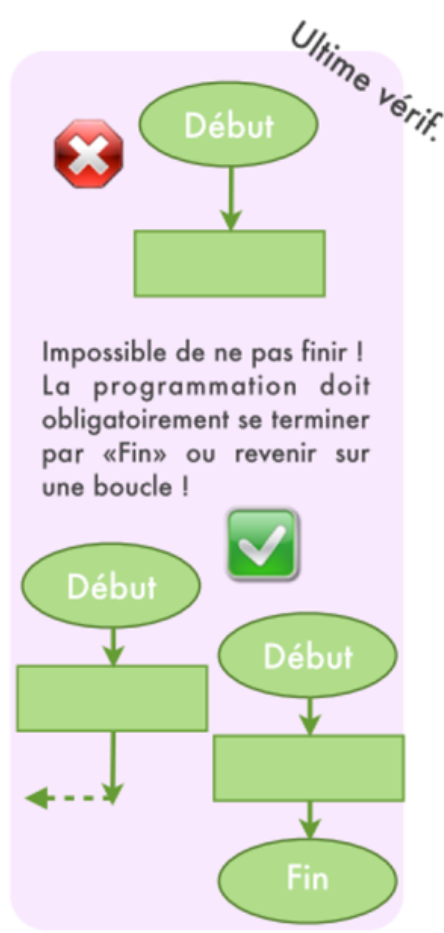 Ultime vérif.
Début
Impossible de ne pas finir !
La programmation doit
obligatoirement se terminer
par «Fin» ou revenir sur
une boucle !
Début
Début
Fin